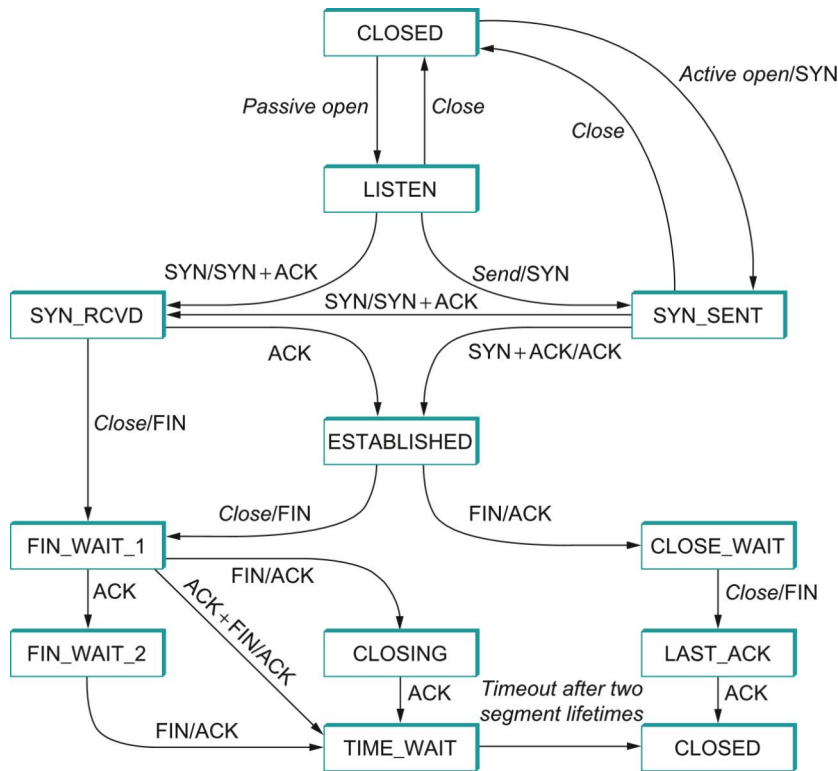 CLOSED
Active open/SYN
Passive open
Close
Close
LISTEN
SYN/SYN + ACK
Send/SYN
SYN/SYN + ACK
SYN_RCVD
SYN_SENT
ACK
SYN + ACK/ACK
Close/FIN
ESTABLISHED
Close/FIN
FIN/ACK
FIN_WAIT_1
CLOSE_WAIT
FIN/ACK
ACK
ACK + FIN/ACK
Close/FIN
FIN_WAIT_2
CLOSING
LAST_ACK
ACK
Timeout after two
segment lifetimes
ACK
FIN/ACK
TIME_WAIT
CLOSED